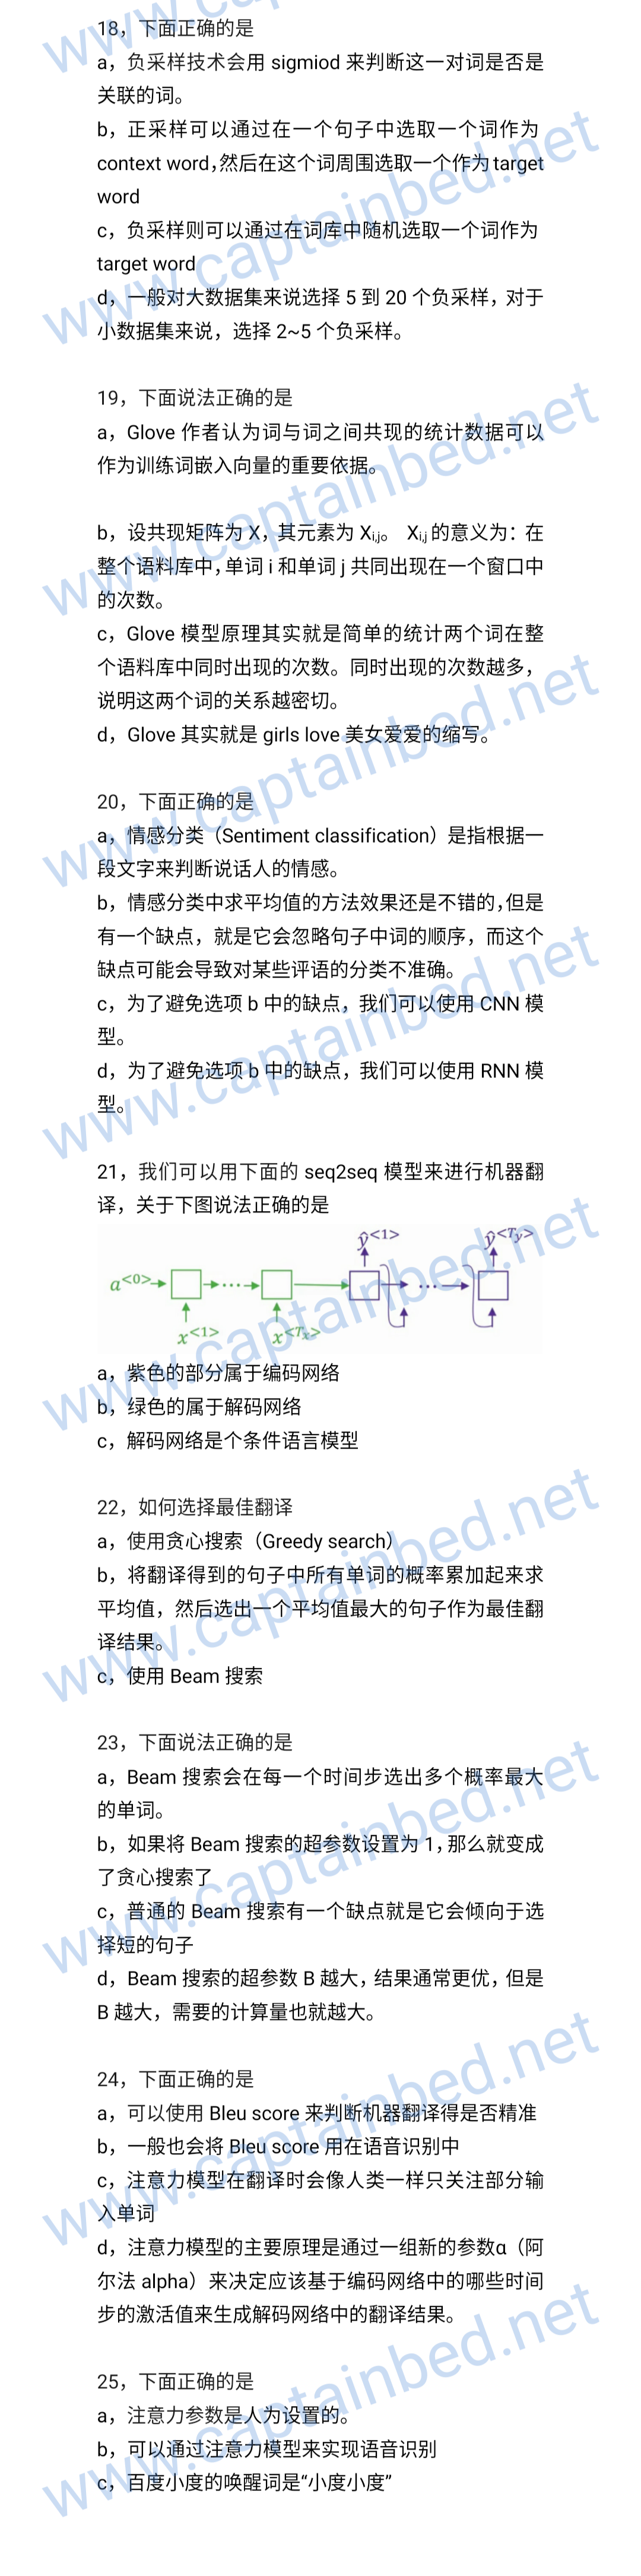 18，下面正确的是
a，负采样技术会用 sigmiod 来判断这一对词是否是
关联的词。
b，正采样可以通过在一个句子中选取一个词作为
context word,然后在这个词周围选取一个作为 target
word
c，负采样则可以通过在词库中随机选取一个词作为
target word
d，一般对大数据集来说选择 5 到 20 个负采样，对于
小数据集来说，选择 2~5 个负采样。
19，下面说法正确的是
a，Glove 作者认为词与词之间共现的统计数据可以
作为训练词嵌入向量的重要依据。
b，设共现矩阵为 X，其元素为 Xi,j。 Xi,j 的意义为：在
整个语料库中,单词 i 和单词 j 共同出现在一个窗口中
的次数。
c，Glove 模型原理其实就是简单的统计两个词在整
个语料库中同时出现的次数。同时出现的次数越多，
说明这两个词的关系越密切。
d，Glove 其实就是 girls love 美女爱爱的缩写。
20，下面正确的是
a，情感分类（Sentiment classification）是指根据一
段文字来判断说话人的情感。
b，情感分类中求平均值的方法效果还是不错的,但是
有一个缺点，就是它会忽略句子中词的顺序，而这个
缺点可能会导致对某些评语的分类不准确。
c，为了避免选项 b 中的缺点，我们可以使用 CNN 模
型。
d，为了避免选项 b 中的缺点，我们可以使用 RNN 模
型。
21，我们可以用下面的 seq2seq 模型来进行机器翻
译，关于下图说法正确的是
ŷ<1> ŷ<Ty>
a<0> ... ...
x<1> x<Tx>
a，紫色的部分属于编码网络
b，绿色的属于解码网络
c，解码网络是个条件语言模型
22，如何选择最佳翻译
a，使用贪心搜索（Greedy search）
b，将翻译得到的句子中所有单词的概率累加起来求
平均值，然后选出一个平均值最大的句子作为最佳翻
译结果。
c，使用 Beam 搜索
23，下面说法正确的是
a，Beam 搜索会在每一个时间步选出多个概率最大
的单词。
b，如果将 Beam 搜索的超参数设置为 1,那么就变成
了贪心搜索了
c，普通的 Beam 搜索有一个缺点就是它会倾向于选
择短的句子
d，Beam 搜索的超参数 B 越大，结果通常更优，但是
B 越大，需要的计算量也就越大。
24，下面正确的是
a，可以使用 Bleu score 来判断机器翻译得是否精准
b，一般也会将 Bleu score 用在语音识别中
c，注意力模型在翻译时会像人类一样只关注部分输
入单词
d，注意力模型的主要原理是通过一组新的参数α（阿
尔法 alpha）来决定应该基于编码网络中的哪些时间
步的激活值来生成解码网络中的翻译结果。
25，下面正确的是
a，注意力参数是人为设置的。
b，可以通过注意力模型来实现语音识别
c，百度小度的唤醒词是“小度小度”
www.captainbed.net
www.captainbed.net
www.captainbed.net
www.captainbed.net
www.captainbed.net
www.captainbed.net
www.captainbed.net
www.captainbed.net
www.captainbed.net
www.captainbed.net